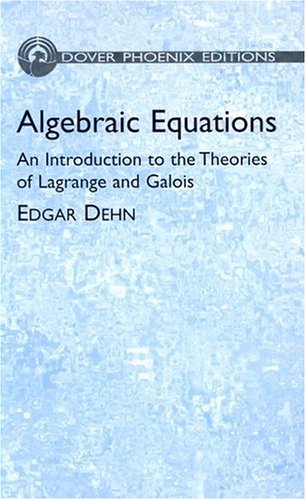 DOVER PHOENIX EDITIONS
Algebraic Equations
An Introduction to the Theories
of Lagrange and Galois
EDGAR DEHN